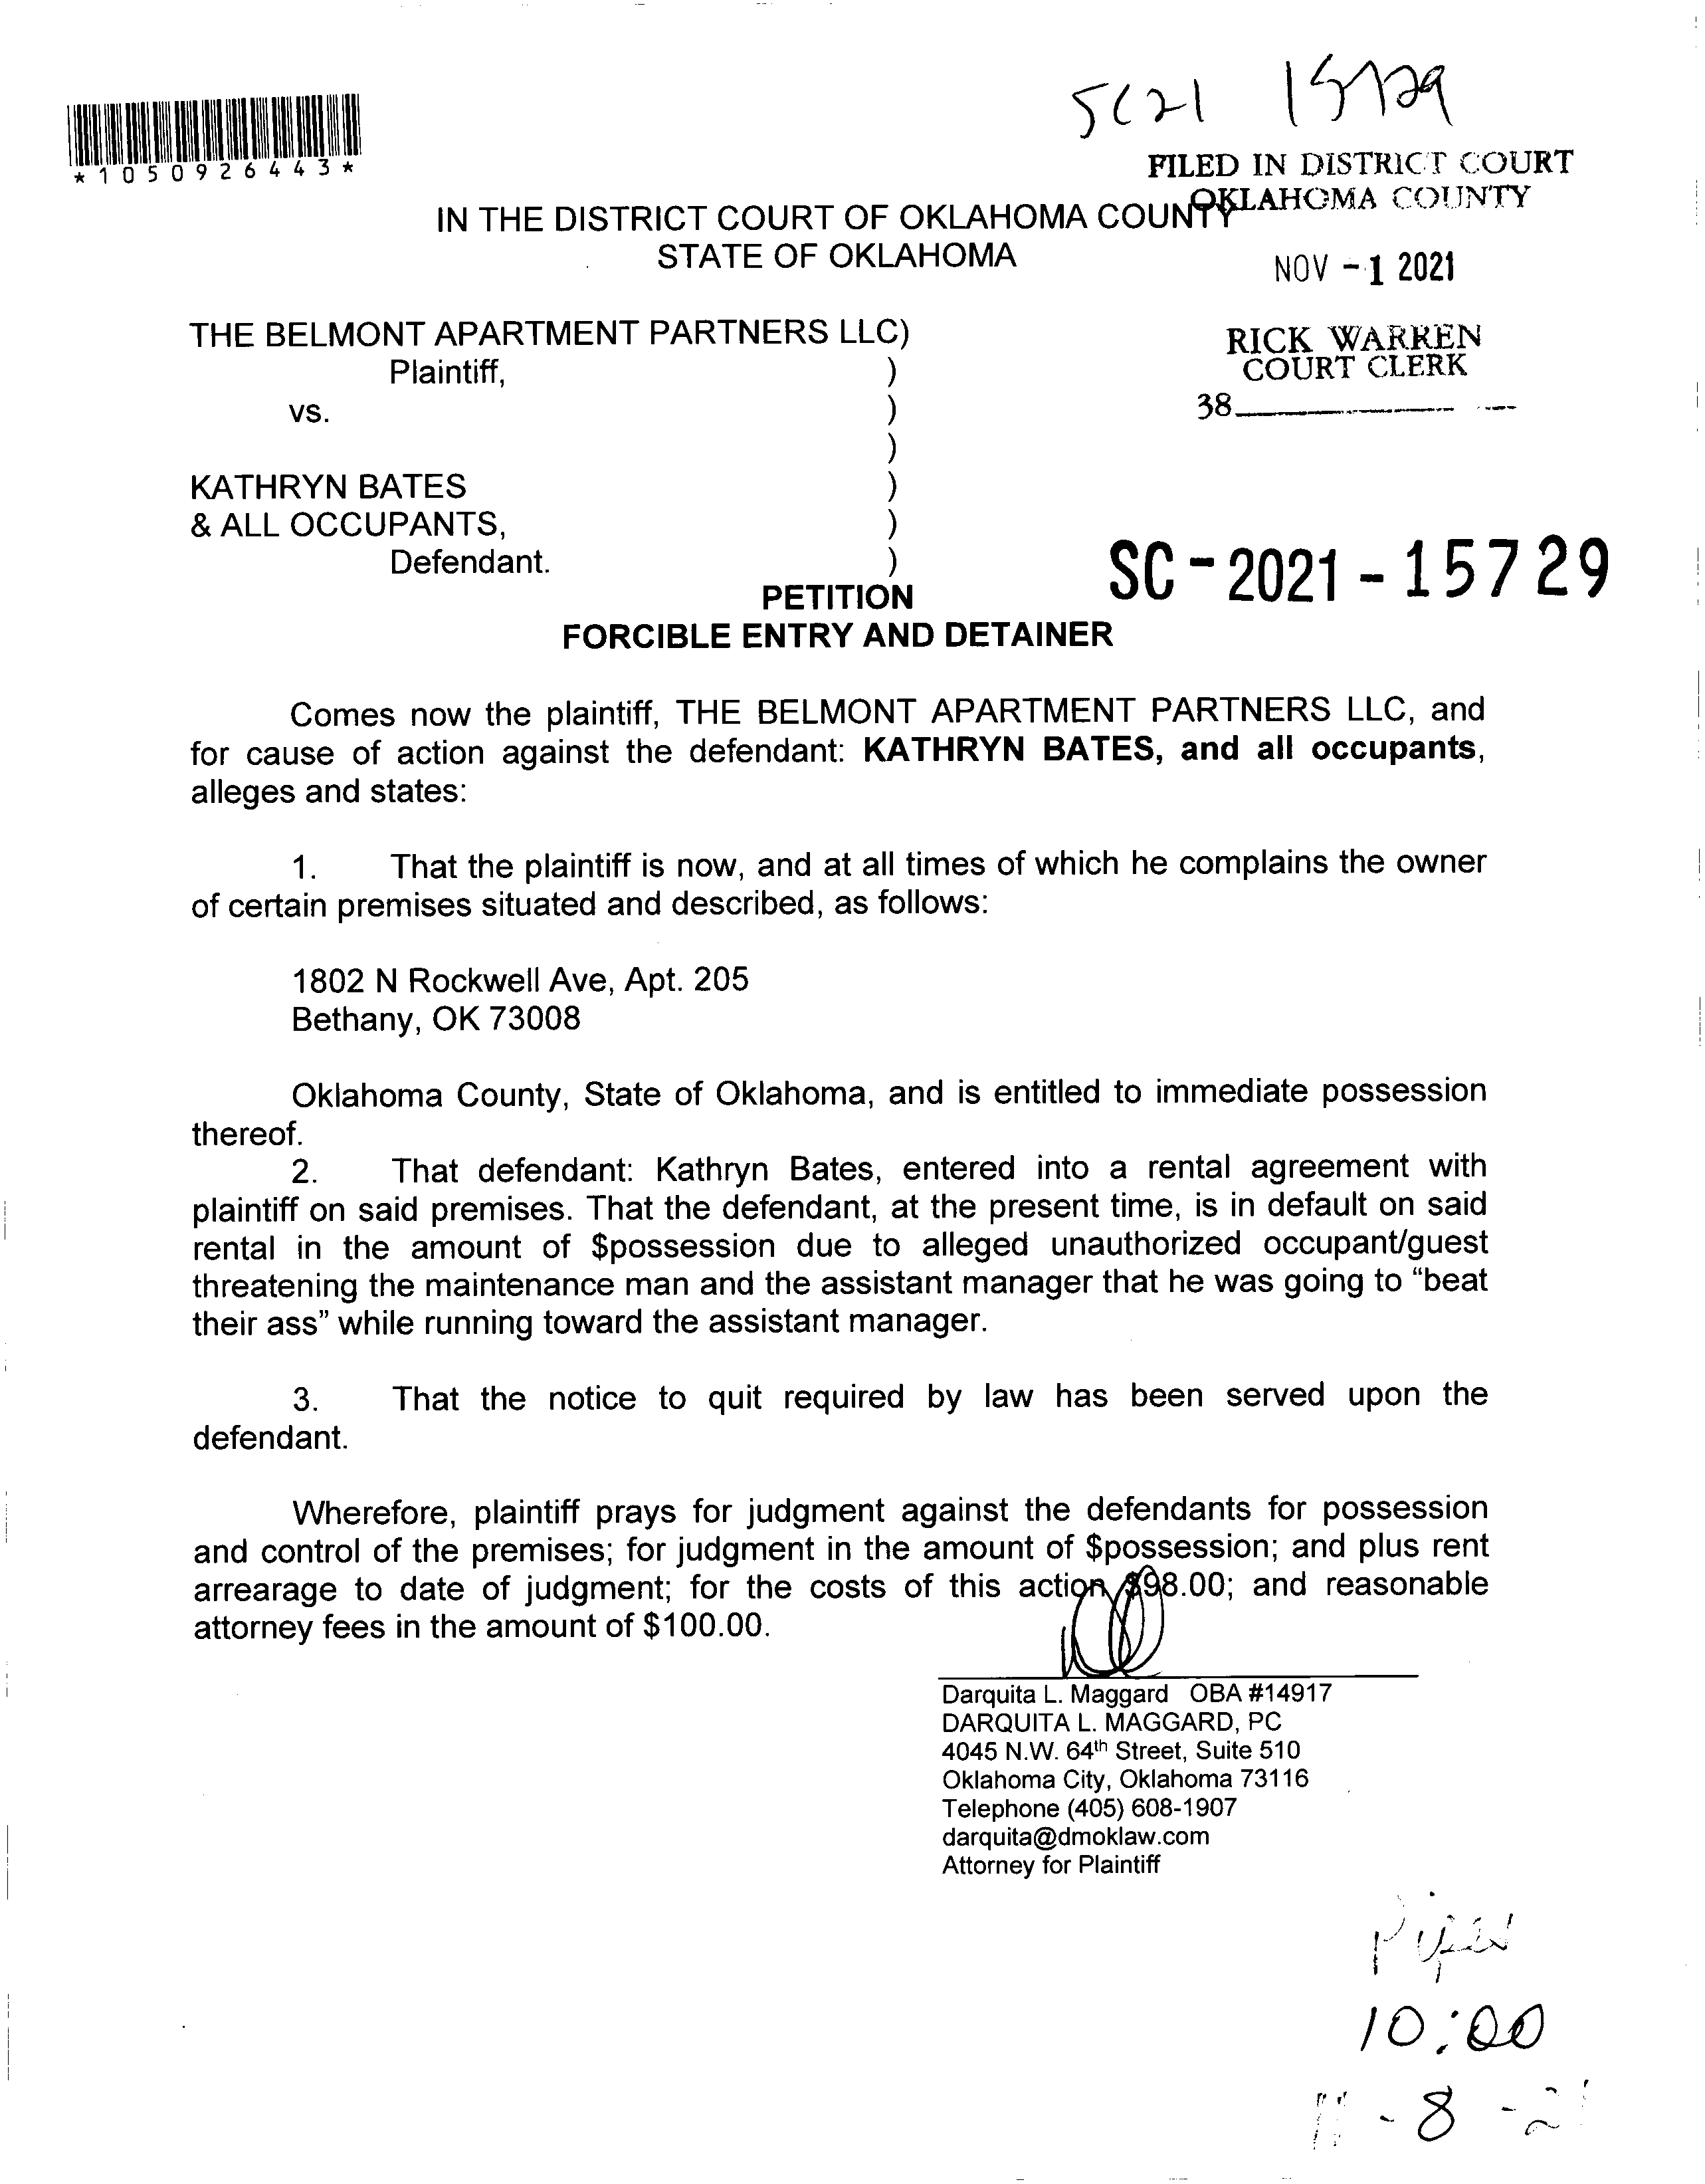 SC21 15729
*1050926443*
FILED IN DISTRICT COURT
OKLAHOMA COUNTY
IN THE DISTRICT COURT OF OKLAHOMA COUNTY
STATE OF OKLAHOMA
NOV - 1 2021
THE BELMONT APARTMENT PARTNERS LLC)
RICK WARREN
COURT CLERK
Plaintiff, )
38
vs. )
)
KATHRYN BATES )
& ALL OCCUPANTS, )
Defendant. )
SC - 2021 - 15729
PETITION
FORCIBLE ENTRY AND DETAINER
Comes now the plaintiff, THE BELMONT APARTMENT PARTNERS LLC, and
for cause of action against the defendant: KATHRYN BATES, and all occupants,
alleges and states:
1. That the plaintiff is now, and at all times of which he complains the owner
of certain premises situated and described, as follows:
1802 N Rockwell Ave, Apt. 205
Bethany, OK 73008
Oklahoma County, State of Oklahoma, and is entitled to immediate possession
thereof.
2. That defendant: Kathryn Bates, entered into a rental agreement with
plaintiff on said premises. That the defendant, at the present time, is in default on said
rental in the amount of $possession due to alleged unauthorized occupant/guest
threatening the maintenance man and the assistant manager that he was going to “beat
their ass” while running toward the assistant manager.
3. That the notice to quit required by law has been served upon the
defendant.
Wherefore, plaintiff prays for judgment against the defendants for possession
and control of the premises; for judgment in the amount of $possession; and plus rent
arrearage to date of judgment; for the costs of this action $98.00; and reasonable
attorney fees in the amount of $100.00.
Darquita L. Maggard OBA #14917
DARQUITA L. MAGGARD, PC
4045 N.W. 64th Street, Suite 510
Oklahoma City, Oklahoma 73116
Telephone (405) 608-1907
darquita@dmoklaw.com
Attorney for Plaintiff
10:00
11-8-21